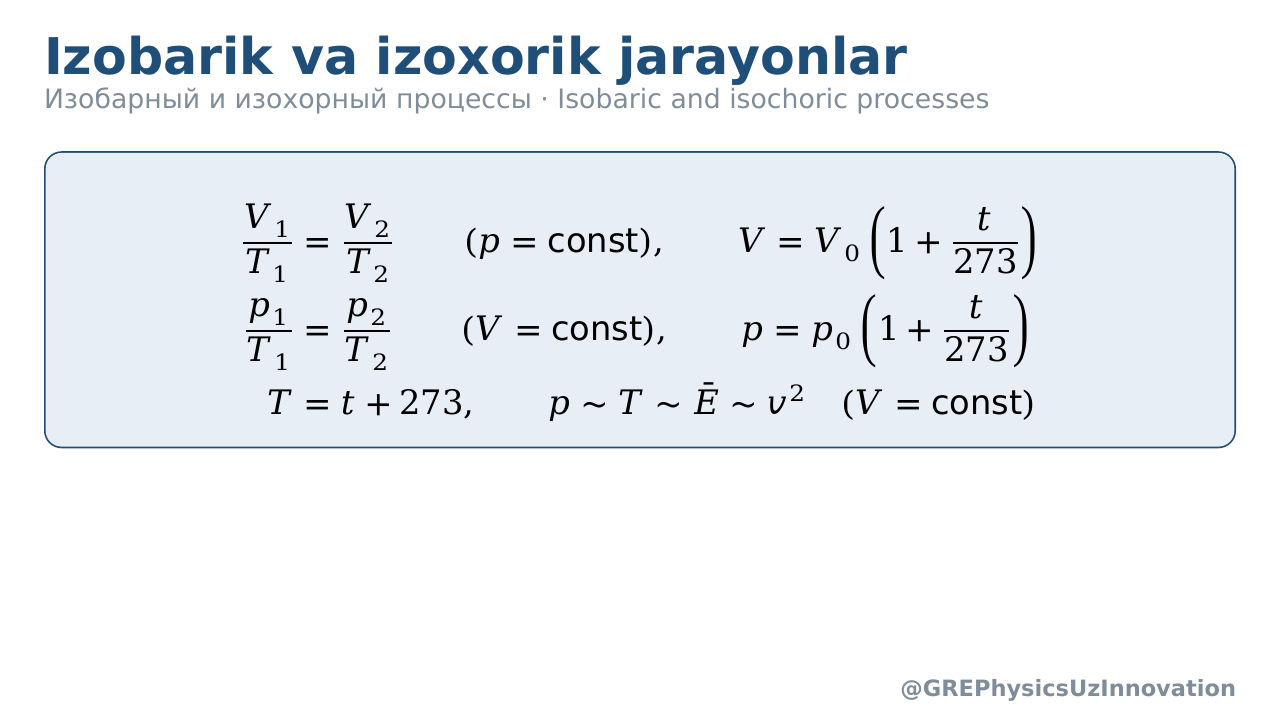 Izobarik va izoxorik jarayonlar
Изобарный и изохорный процессы · Isobaric and isochoric processes
V₁/T₁ = V₂/T₂ (p = const), V = V₀ (1 + t/273)
p₁/T₁ = p₂/T₂ (V = const), p = p₀ (1 + t/273)
T = t + 273, p ~ T ~ Ē ~ v² (V = const)
@GREPhysicsUzInnovation